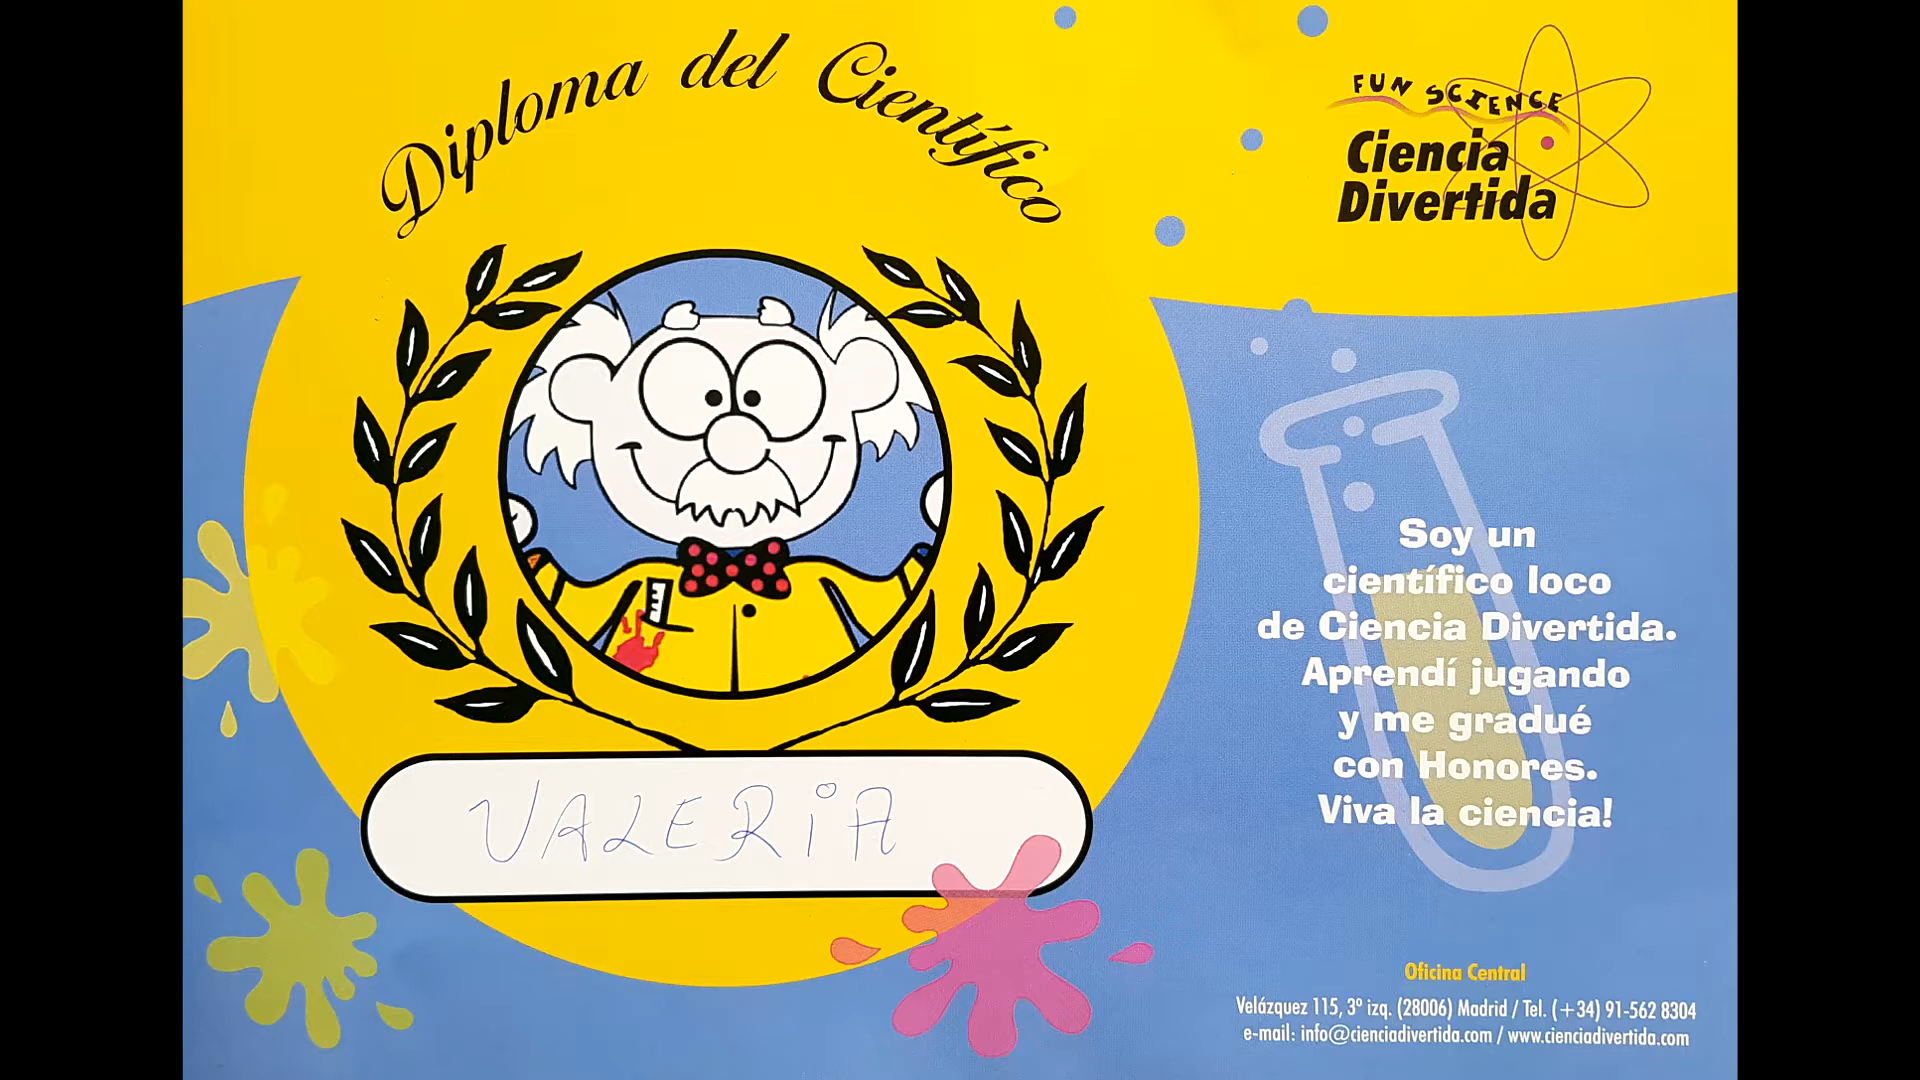 Diploma del Científico
FUN SCIENCE
Ciencia
Divertida
VALERIA
Soy un
científico loco
de Ciencia Divertida.
Aprendí jugando
y me gradué
con Honores.
Viva la ciencia!
Oficina Central
Velázquez 115, 3º izq. (28006) Madrid / Tel. (+34) 91-562 8304
e-mail: info@cienciadivertida.com / www.cienciadivertida.com